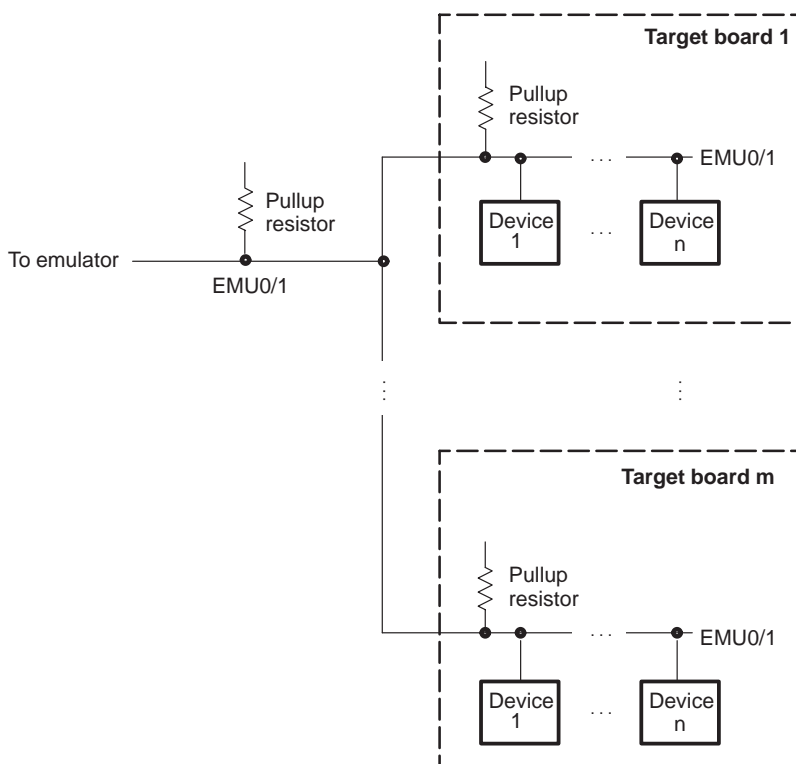 Target board 1
Pullup
resistor
. . .
EMU0/1
Device
1
. . .
Device
n
Pullup
resistor
To emulator
EMU0/1
. . .
. . .
Target board m
Pullup
resistor
. . .
EMU0/1
Device
1
. . .
Device
n